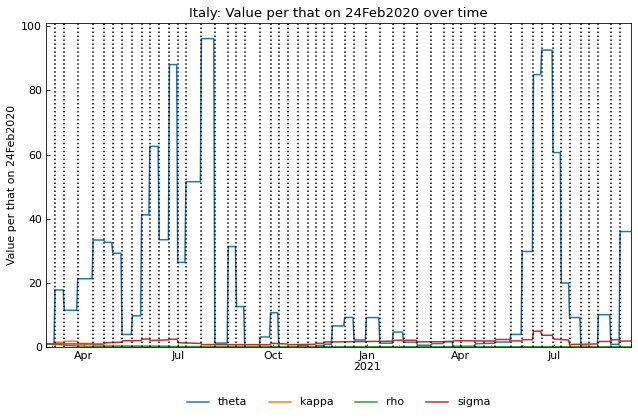 Italy: Value per that on 24Feb2020 over time
Value per that on 24Feb2020
100
80
60
40
20
0
Apr Jul Oct Jan Apr Jul
2021
theta kappa rho sigma